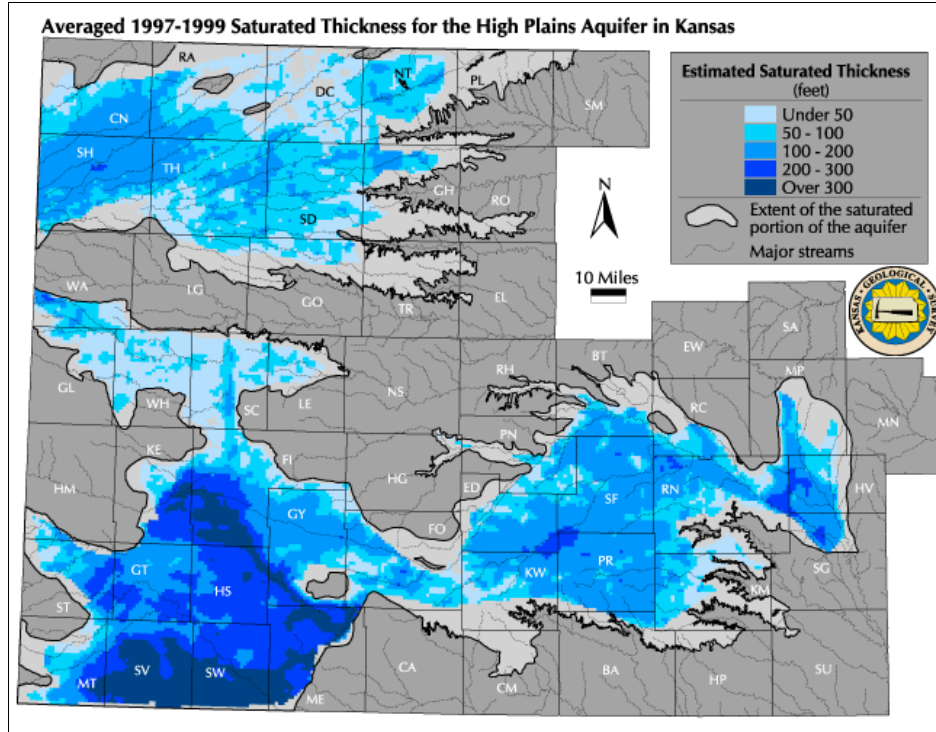 Averaged 1997-1999 Saturated Thickness for the High Plains Aquifer in Kansas
Estimated Saturated Thickness
(feet)
Under 50
50 - 100
100 - 200
200 - 300
Over 300
Extent of the saturated
portion of the aquifer
Major streams
KANSAS GEOLOGICAL SURVEY
N
10 Miles
RA
DC
NT
PL
SM
CN
SH
TH
SD
GH
RO
WA
LG
GO
TR
EL
GL
WH
SC
LE
NS
RH
BT
EW
SA
MP
RC
MN
KE
FI
PN
HM
HG
ED
SF
RN
HV
GY
FO
GT
HS
KW
PR
SG
KM
ST
MT
SV
SW
ME
CA
CM
BA
HP
SU